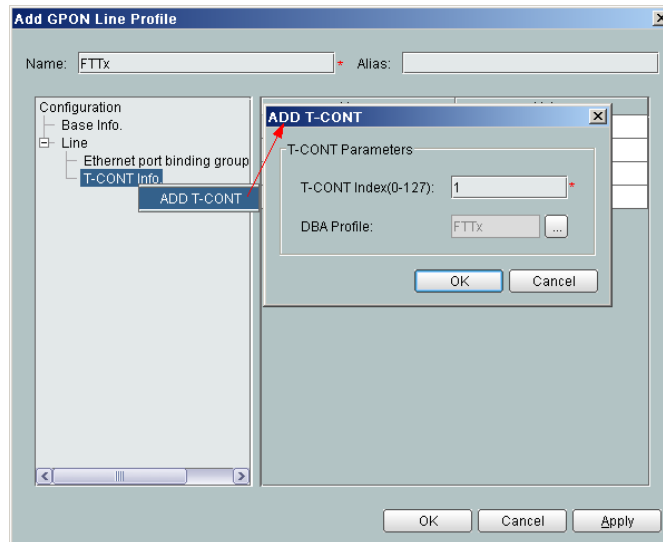 Add GPON Line Profile
Name: FTTx * Alias:
Configuration
Base Info.
Line
Ethernet port binding group
T-CONT Info.
ADD T-CONT
ADD T-CONT
T-CONT Parameters
T-CONT Index(0-127): 1 *
DBA Profile: FTTx ...
OK Cancel
OK Cancel Apply